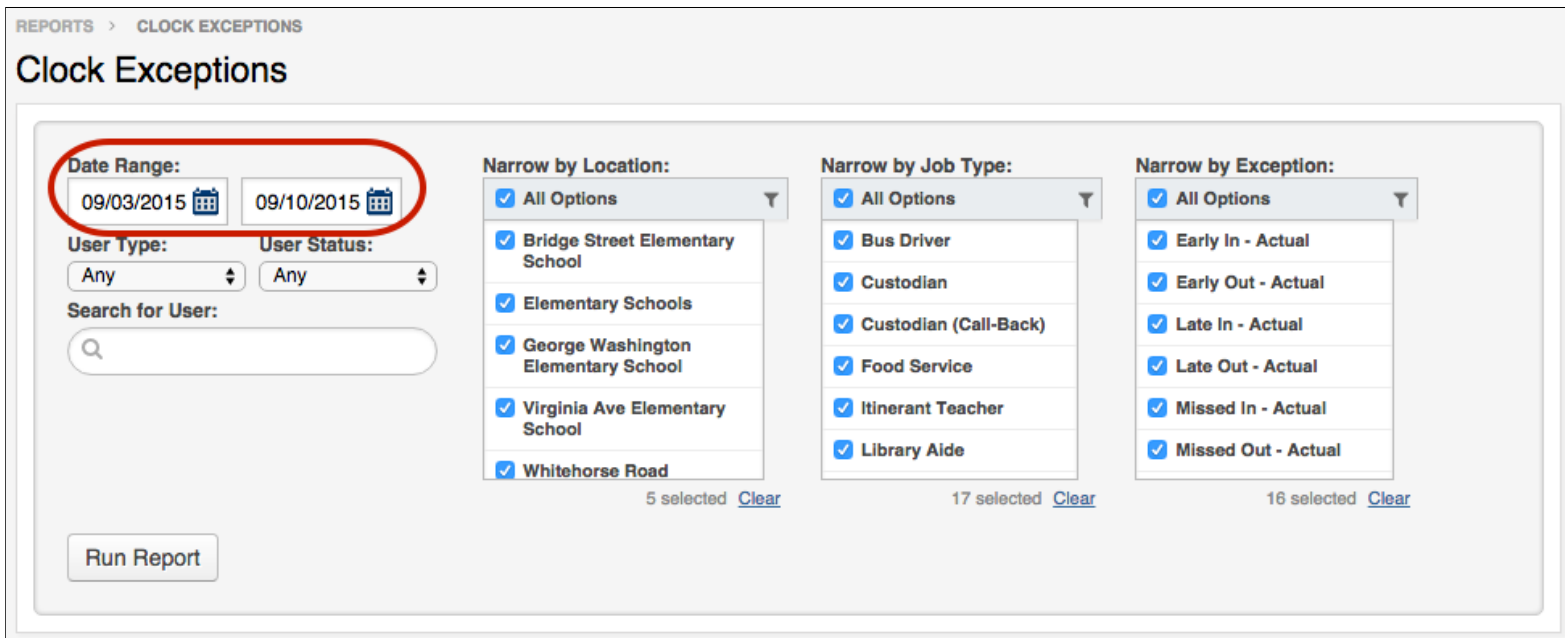 REPORTS > CLOCK EXCEPTIONS
Clock Exceptions
Date Range:
09/03/2015
09/10/2015
User Type:
User Status:
Any
Any
Search for User:
Narrow by Location:
All Options
Bridge Street Elementary
School
Elementary Schools
George Washington
Elementary School
Virginia Ave Elementary
School
Whitehorse Road
5 selected Clear
Narrow by Job Type:
All Options
Bus Driver
Custodian
Custodian (Call-Back)
Food Service
Itinerant Teacher
Library Aide
17 selected Clear
Narrow by Exception:
All Options
Early In - Actual
Early Out - Actual
Late In - Actual
Late Out - Actual
Missed In - Actual
Missed Out - Actual
16 selected Clear
Run Report